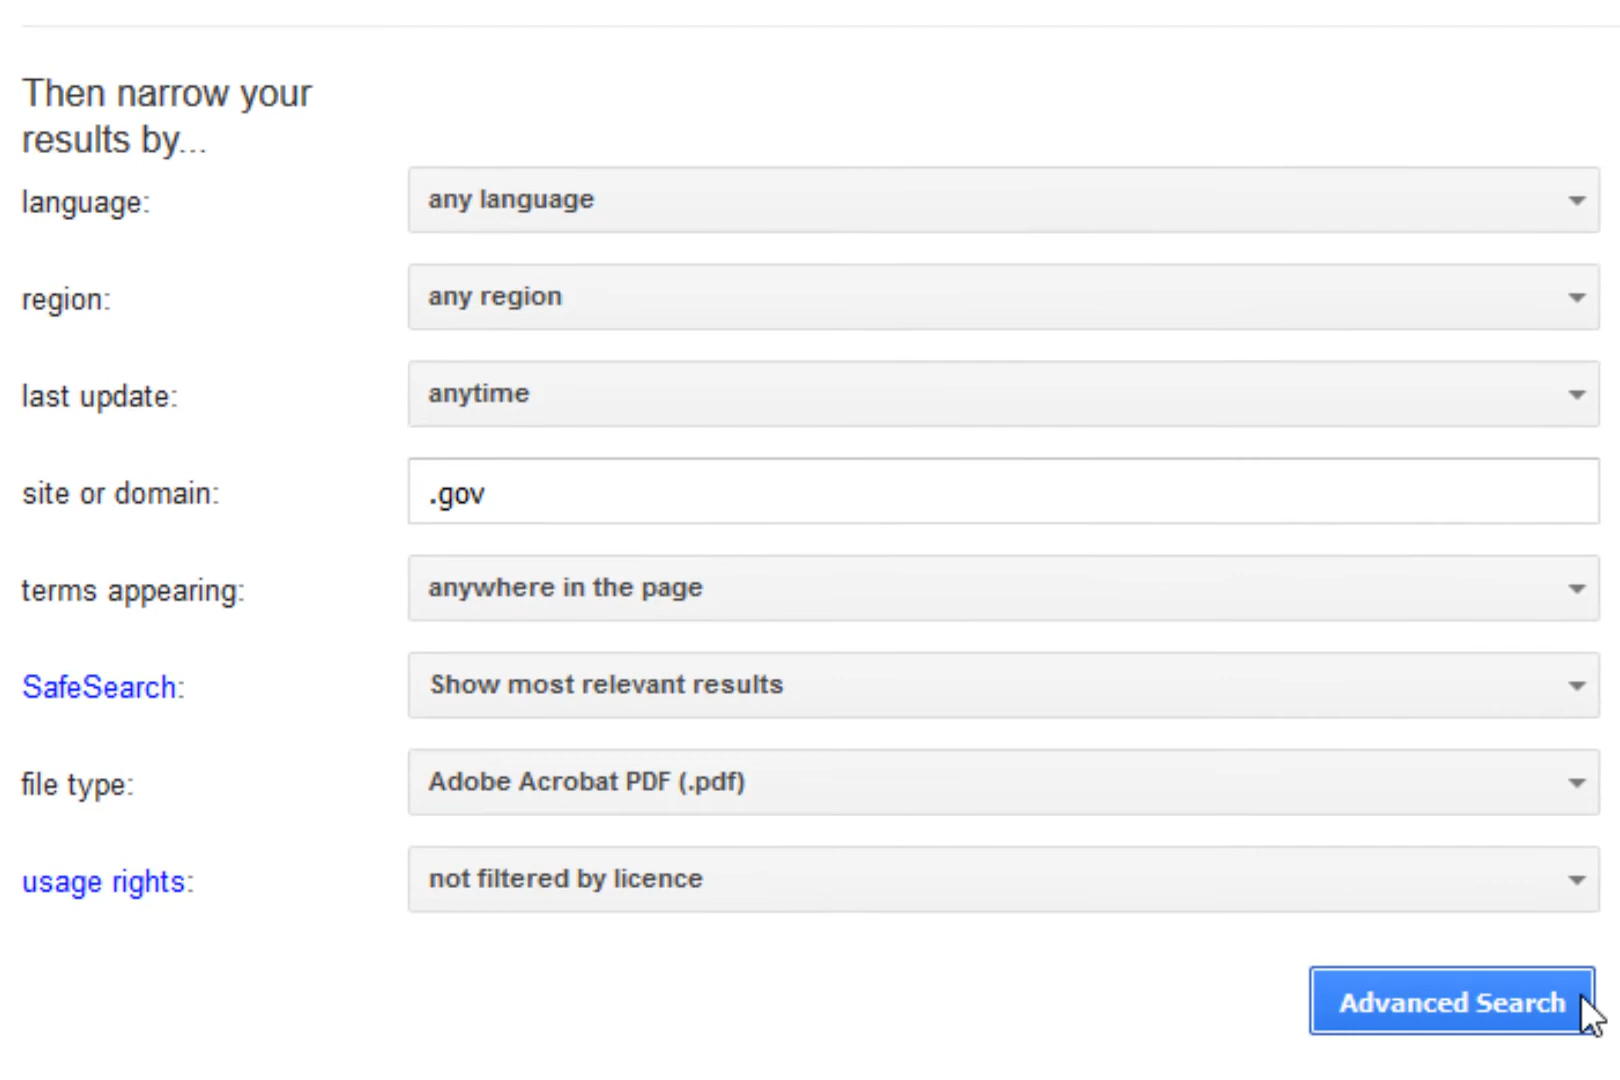 Then narrow your
results by...
language: any language
region: any region
last update: anytime
site or domain: .gov
terms appearing: anywhere in the page
SafeSearch: Show most relevant results
file type: Adobe Acrobat PDF (.pdf)
usage rights: not filtered by licence
Advanced Search